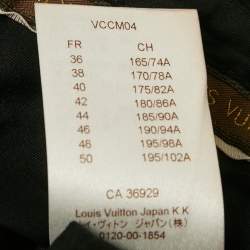 VCCM04
FR CH
36 165/74A
38 170/78A
40 175/82A
42 180/86A
44 185/90A
46 190/94A
48 195/98A
50 195/102A
CA 36929
Louis Vuitton Japan K K
ルイ・ヴィトン ジャパン(株)
0120-00-1854